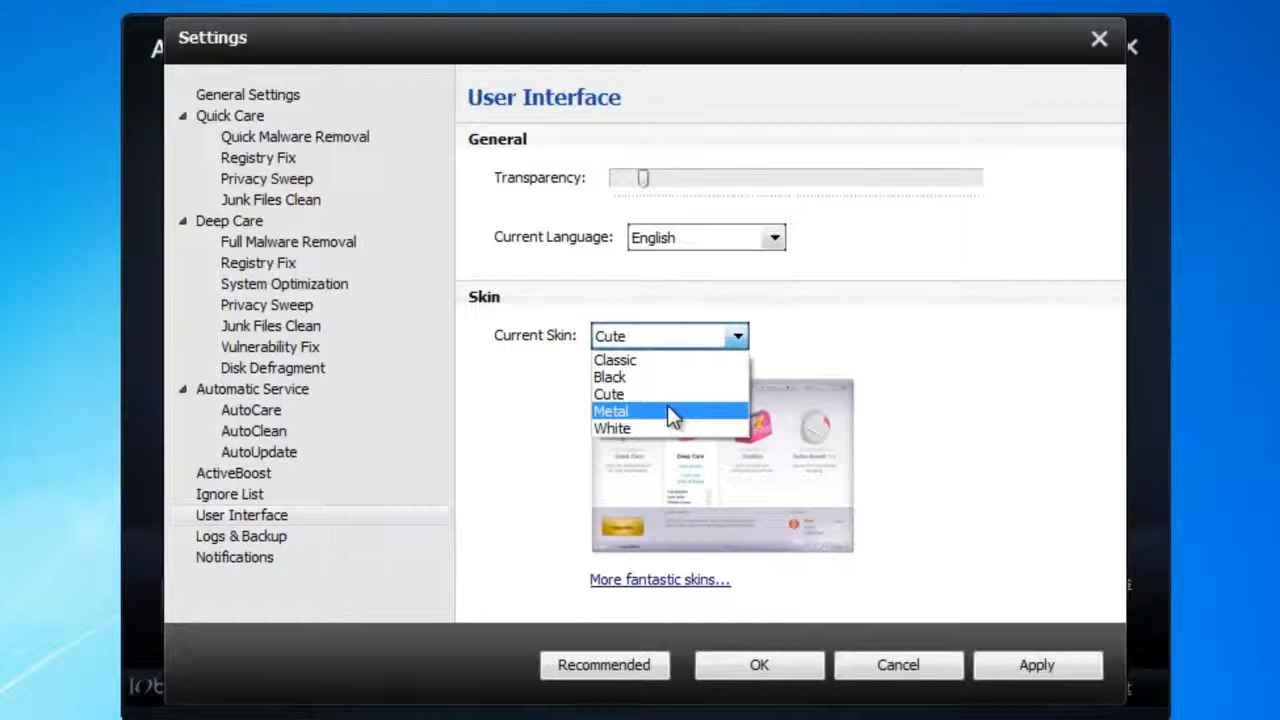 Settings
General Settings
Quick Care
Quick Malware Removal
Registry Fix
Privacy Sweep
Junk Files Clean
Deep Care
Full Malware Removal
Registry Fix
System Optimization
Privacy Sweep
Junk Files Clean
Vulnerability Fix
Disk Defragment
Automatic Service
AutoCare
AutoClean
AutoUpdate
ActiveBoost
Ignore List
User Interface
Logs & Backup
Notifications
User Interface
General
Transparency:
Current Language: English
Skin
Current Skin: Cute
Classic
Black
Cute
Metal
White
Deep Care
More fantastic skins...
Recommended OK Cancel Apply